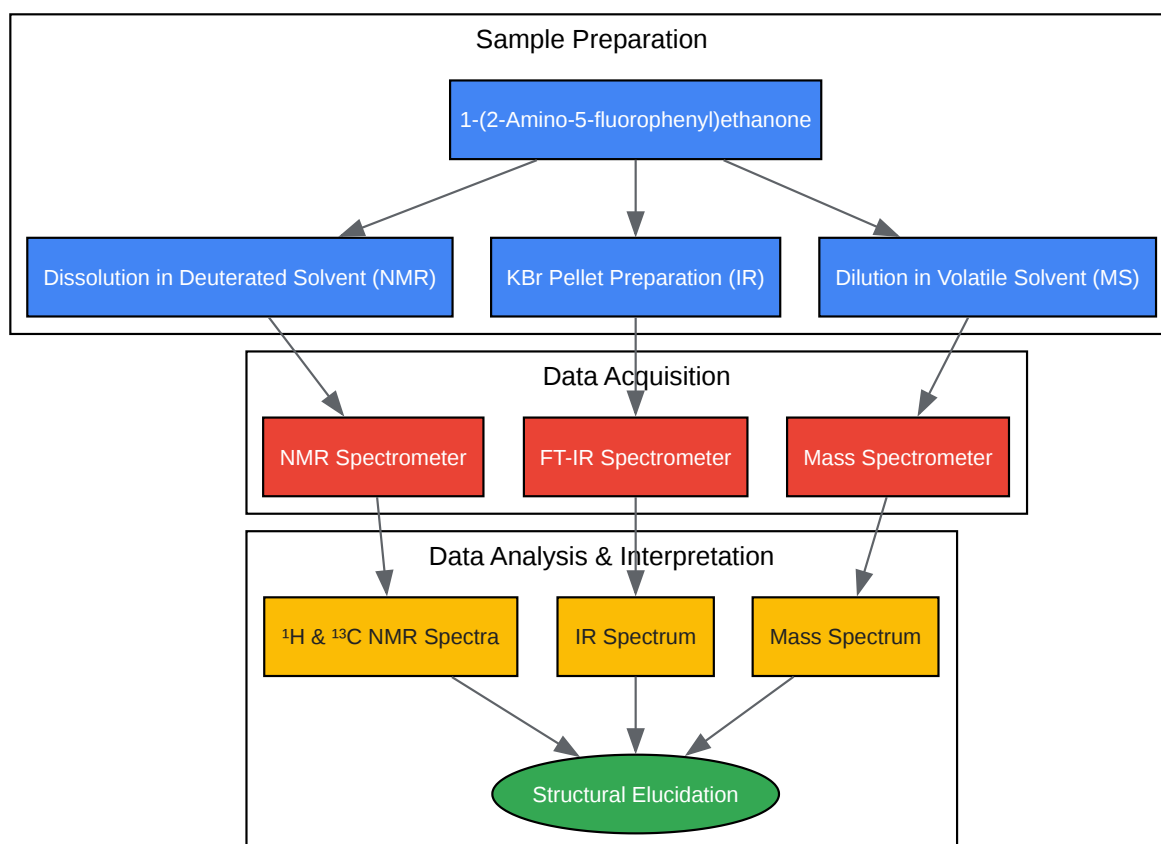 Sample Preparation
1-(2-Amino-5-fluorophenyl)ethanone
Dissolution in Deuterated Solvent (NMR)
KBr Pellet Preparation (IR)
Dilution in Volatile Solvent (MS)
Data Acquisition
NMR Spectrometer
FT-IR Spectrometer
Mass Spectrometer
Data Analysis & Interpretation
¹H & ¹³C NMR Spectra
IR Spectrum
Mass Spectrum
Structural Elucidation